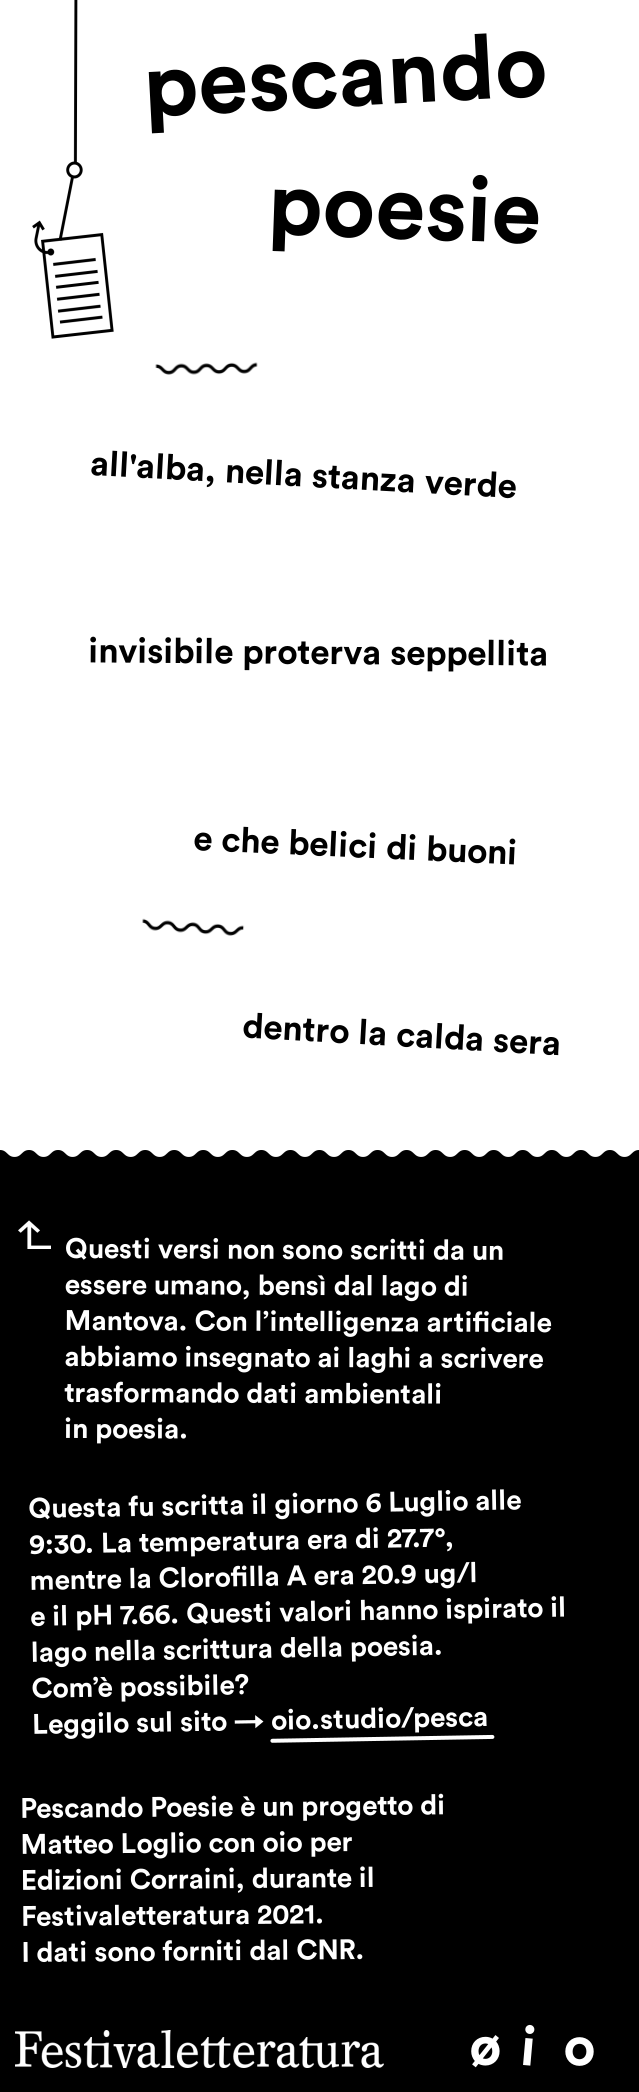 pescando
poesie
all'alba, nella stanza verde
invisibile proterva seppellita
e che belici di buoni
dentro la calda sera
Questi versi non sono scritti da un
essere umano, bensì dal lago di
Mantova. Con l’intelligenza artificiale
abbiamo insegnato ai laghi a scrivere
trasformando dati ambientali
in poesia.
Questa fu scritta il giorno 6 Luglio alle
9:30. La temperatura era di 27.7°,
mentre la Clorofilla A era 20.9 ug/l
e il pH 7.66. Questi valori hanno ispirato il
lago nella scrittura della poesia.
Com’è possibile?
Leggilo sul sito → oio.studio/pesca
Pescando Poesie è un progetto di
Matteo Loglio con oio per
Edizioni Corraini, durante il
Festivaletteratura 2021.
I dati sono forniti dal CNR.
Festivaletteratura ø i o